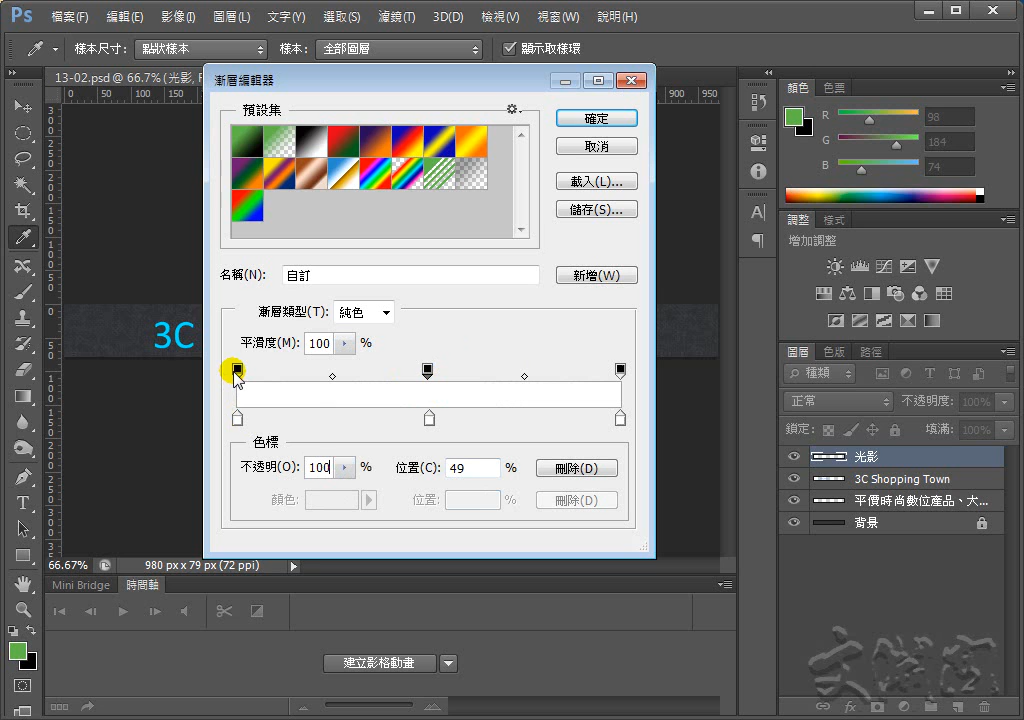 Ps 檔案(F) 編輯(E) 影像(I) 圖層(L) 文字(Y) 選取(S) 濾鏡(T) 3D(D) 檢視(V) 視窗(W) 說明(H)
樣本尺寸: 點狀樣本 樣本: 全部圖層 顯示取樣環
13-02.psd @ 66.7% (光影, R
0 50 100 150 900 950
漸層編輯器
預設集
確定
取消
載入(L)...
儲存(S)...
名稱(N): 自訂 新增(W)
漸層類型(T): 純色
平滑度(M): 100 %
色標
不透明(O): 100 % 位置(C): 49 % 刪除(D)
顏色: 位置: % 刪除(D)
3C
66.67% 980 px x 79 px (72 ppi)
Mini Bridge 時間軸
建立影格動畫
顏色 色票
R 98
G 184
B 74
調整 樣式
增加調整
圖層 色版 路徑
種類
正常 不透明度: 100%
鎖定: 填滿: 100%
光影
3C Shopping Town
平價時尚數位產品、大...
背景